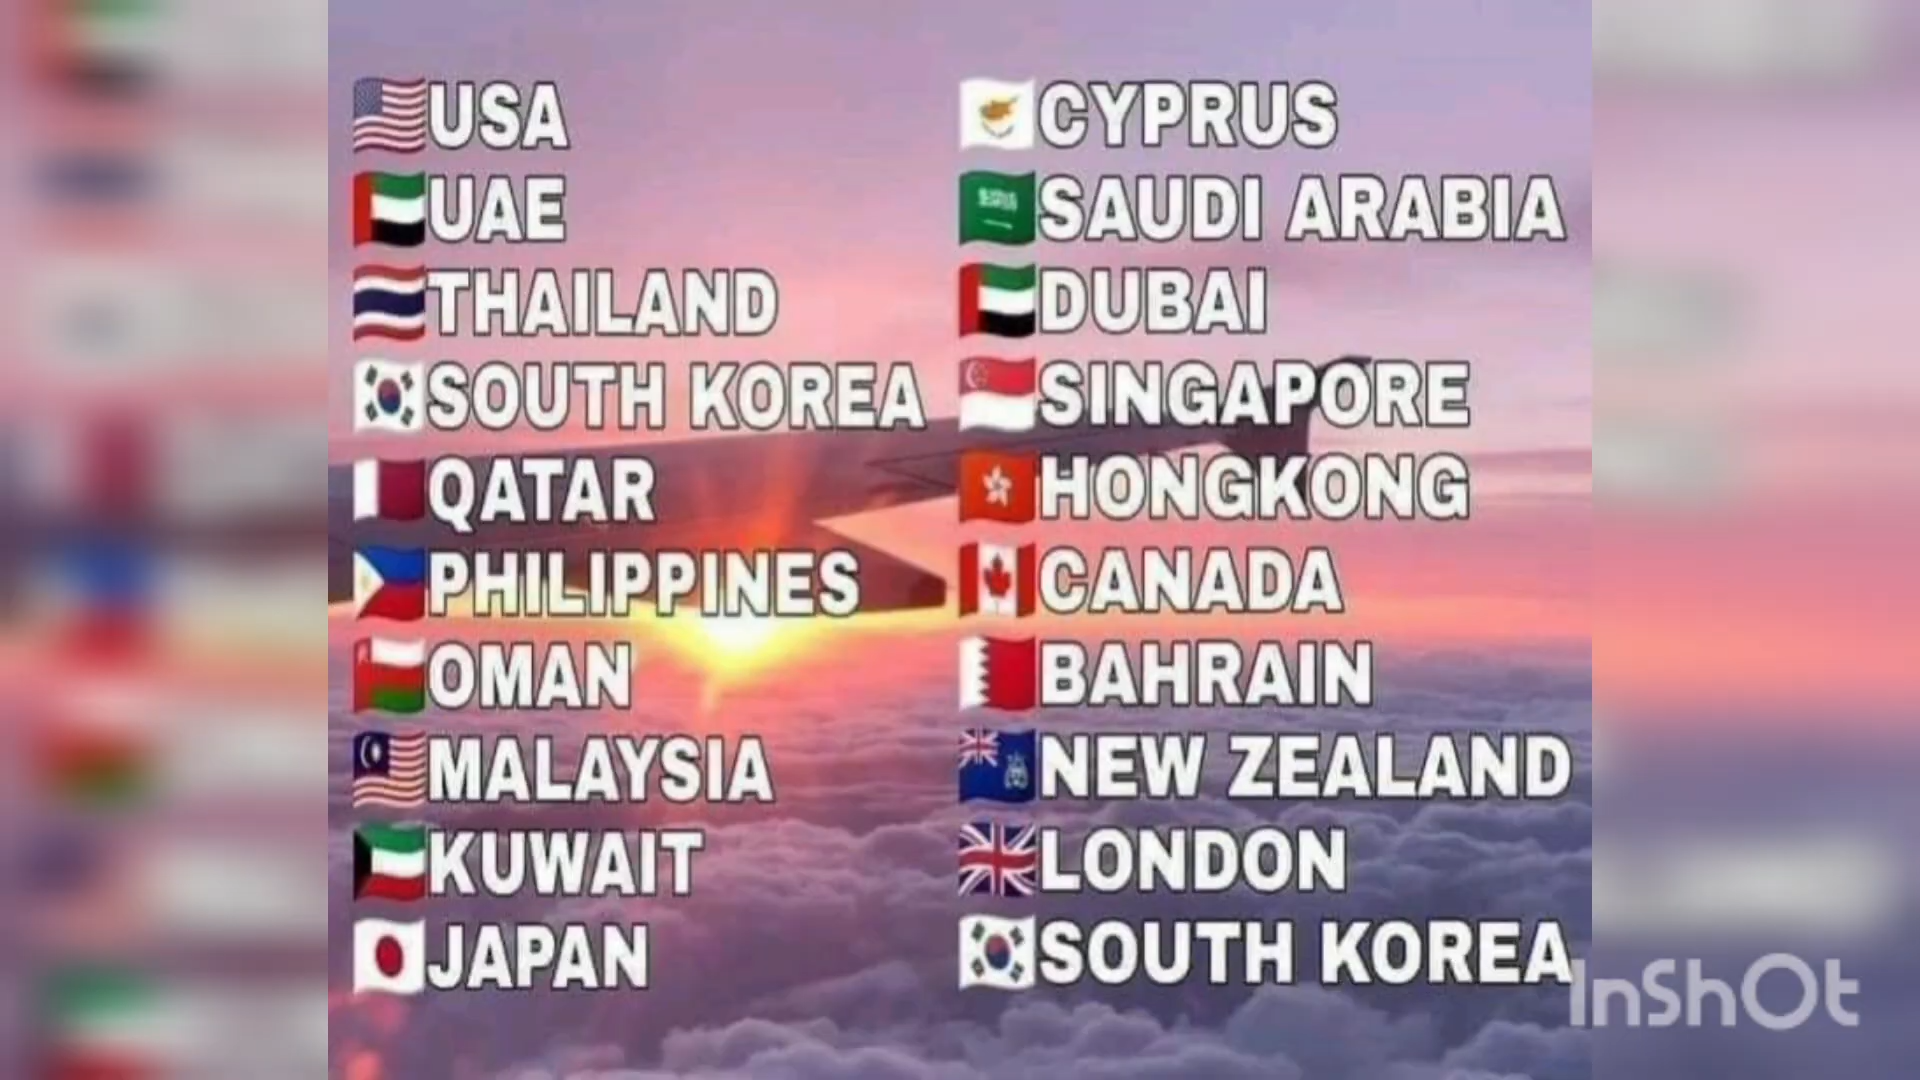 USA
UAE
THAILAND
SOUTH KOREA
QATAR
PHILIPPINES
OMAN
MALAYSIA
KUWAIT
JAPAN
CYPRUS
SAUDI ARABIA
DUBAI
SINGAPORE
HONGKONG
CANADA
BAHRAIN
NEW ZEALAND
LONDON
SOUTH KOREA
InShOt